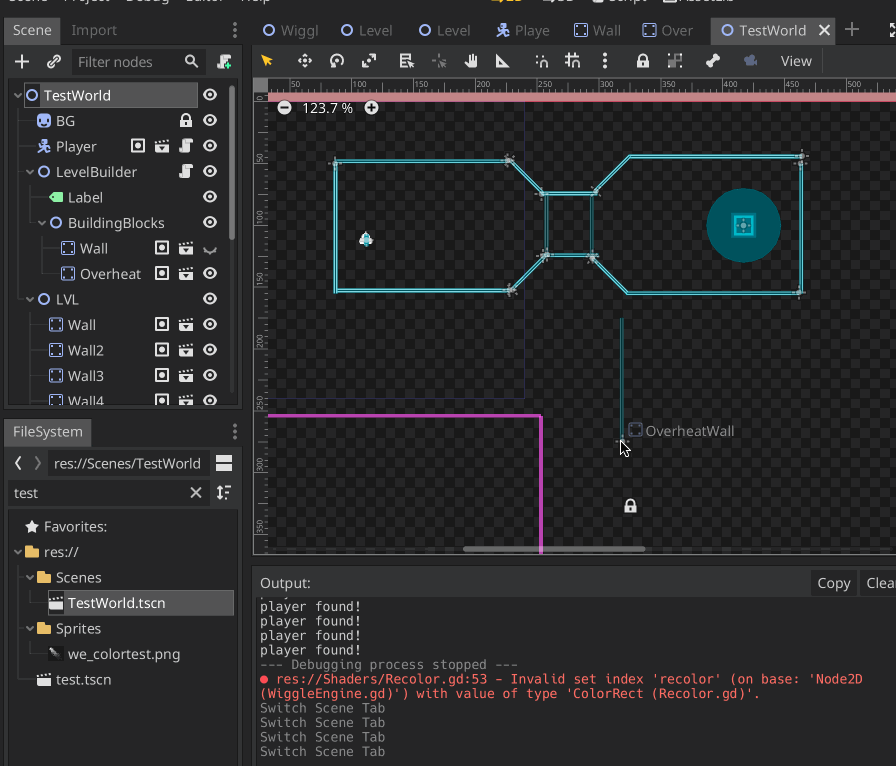 Scene Import
Wiggl Level Level Playe Wall Over TestWorld
Filter nodes
View
TestWorld
BG
Player
LevelBuilder
Label
BuildingBlocks
Wall
Overheat
LVL
Wall
Wall2
Wall3
Wall4
50 100 150 200 250 300 350 400 450 500
0
50
100
150
200
250
300
350
123.7 %
OverheatWall
FileSystem
res://Scenes/TestWorld
test
Favorites:
res://
Scenes
TestWorld.tscn
Sprites
we_colortest.png
test.tscn
Output: Copy Clea
player found!
player found!
player found!
player found!
--- Debugging process stopped ---
res://Shaders/Recolor.gd:53 - Invalid set index 'recolor' (on base: 'Node2D
(WiggleEngine.gd)') with value of type 'ColorRect (Recolor.gd)'.
Switch Scene Tab
Switch Scene Tab
Switch Scene Tab
Switch Scene Tab